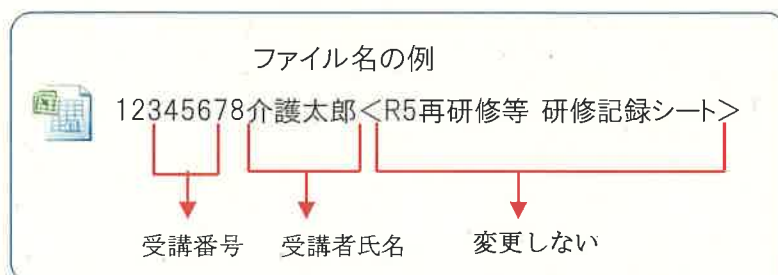 ファイル名の例
12345678介護太郎<R5再研修等 研修記録シート>
受講番号 受講者氏名 変更しない